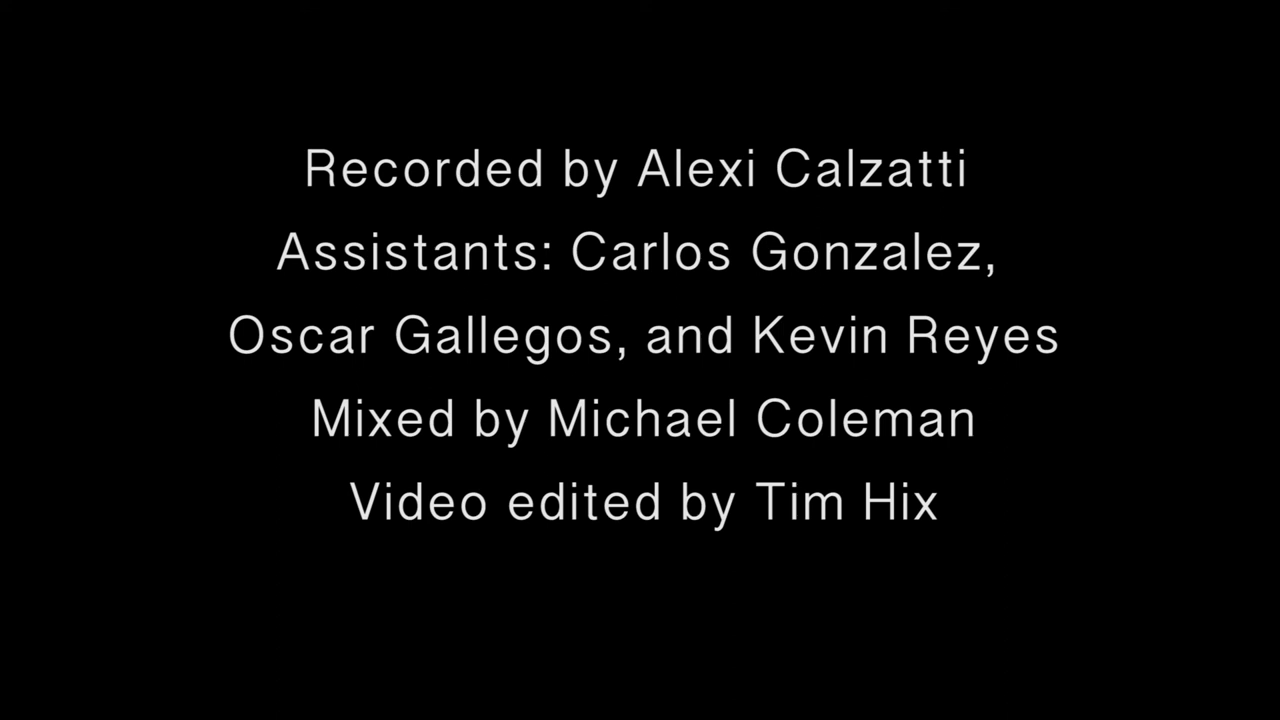 Recorded by Alexi Calzatti
Assistants: Carlos Gonzalez,
Oscar Gallegos, and Kevin Reyes
Mixed by Michael Coleman
Video edited by Tim Hix